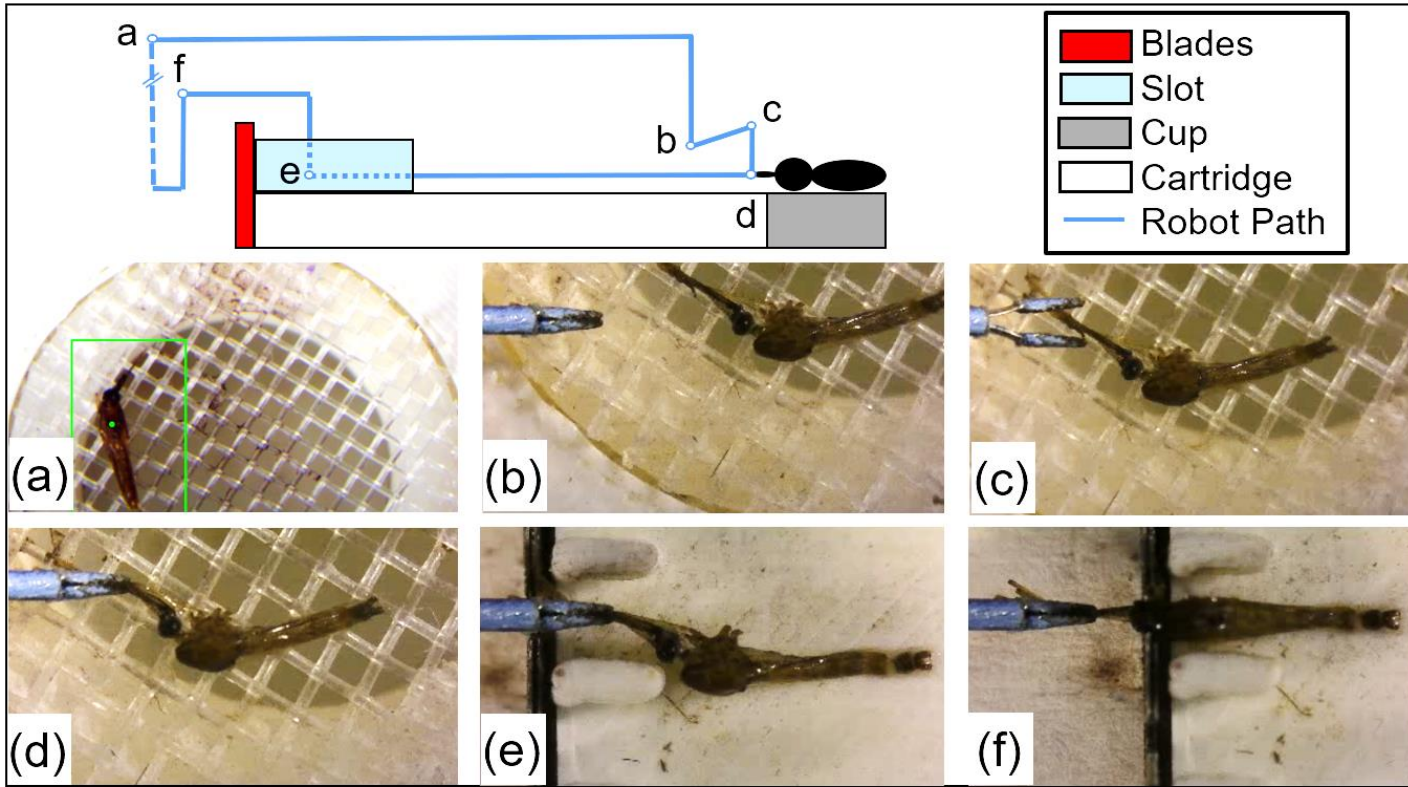 a
f
c
b
e
d
Blades
Slot
Cup
Cartridge
Robot Path
(a)
(b)
(c)
(d)
(e)
(f)